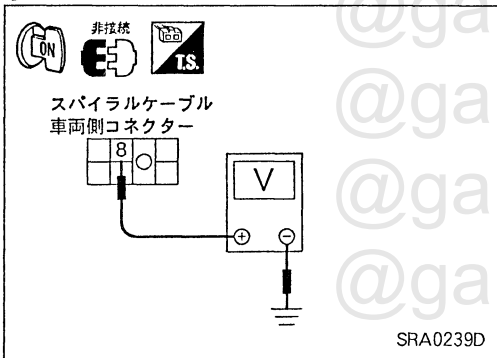 ON
非接続
T.S.
スパイラルケーブル
車両側コネクター
8
V
+
-
SRA0239D
@ga
@ga
@ga
@ga